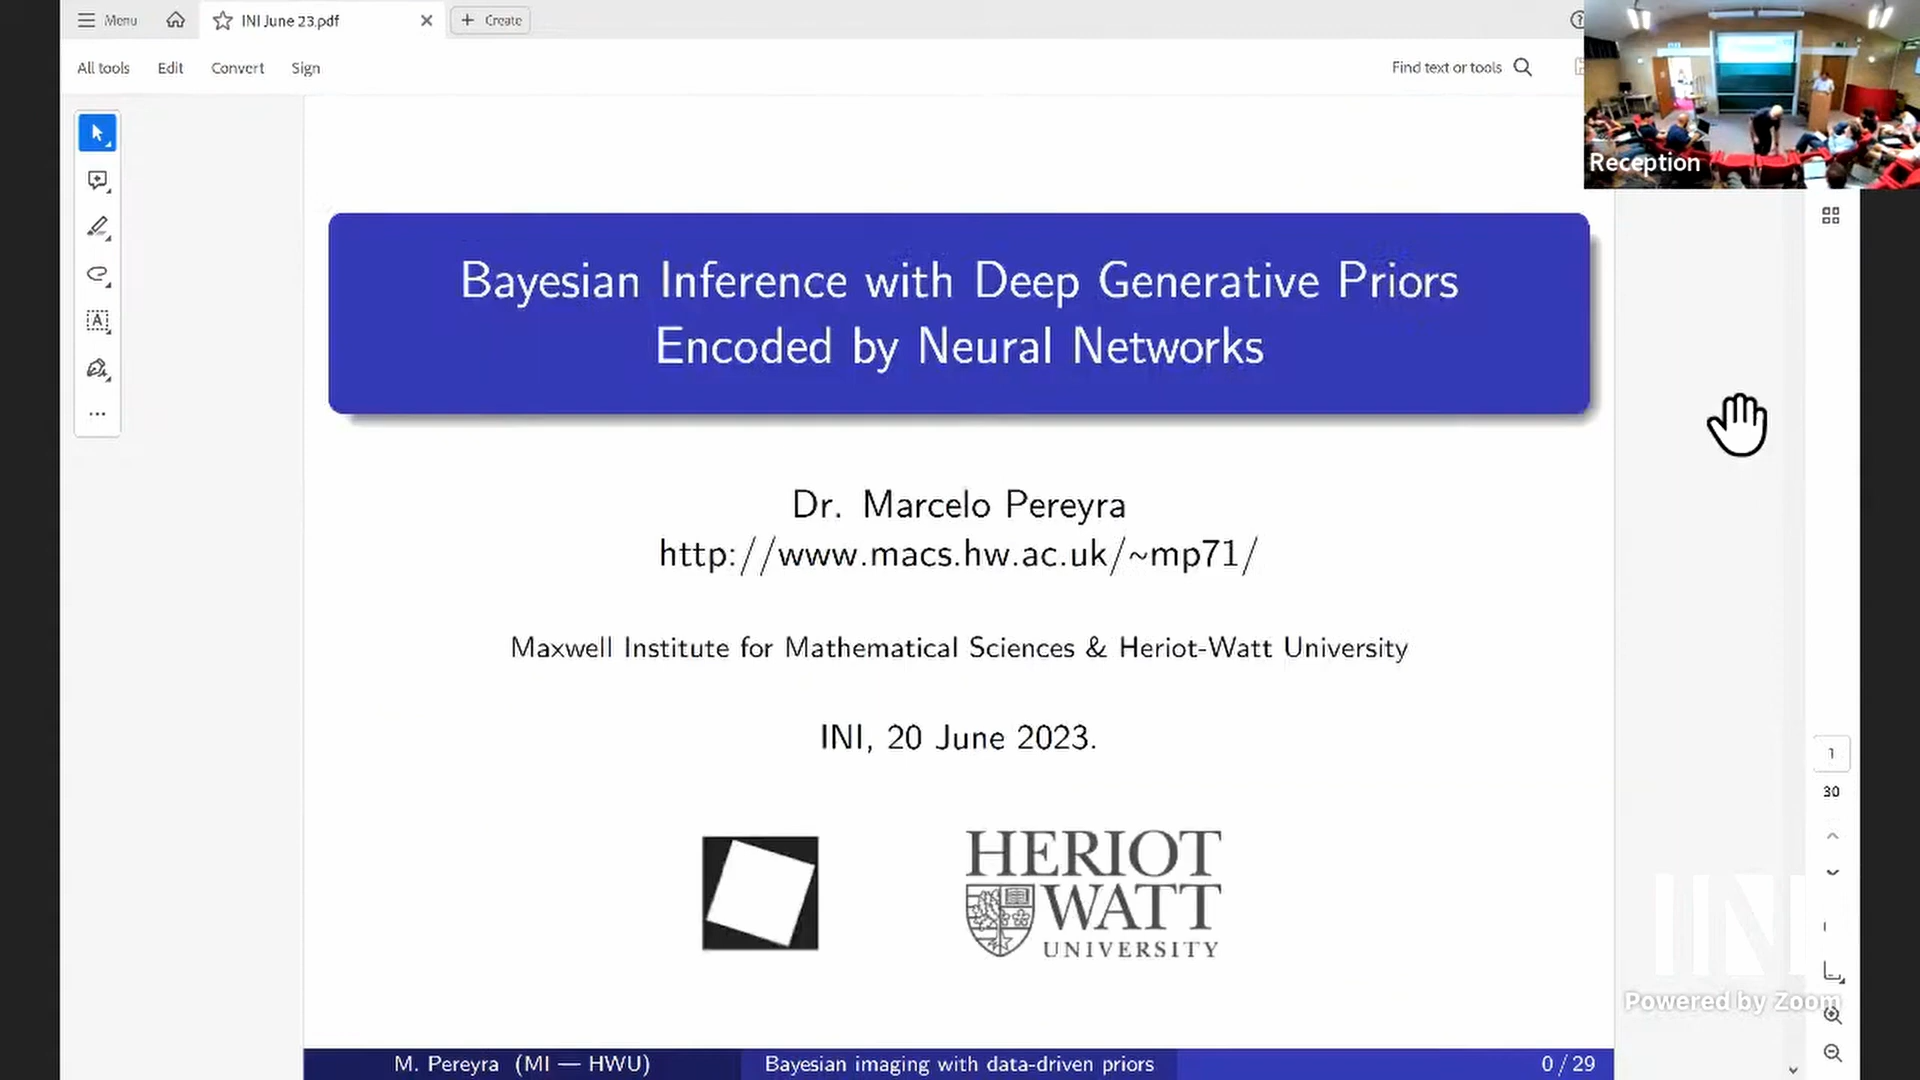 Menu
INI June 23.pdf
Create
All tools
Edit
Convert
Sign
Find text or tools
Reception
Bayesian Inference with Deep Generative Priors
Encoded by Neural Networks
Dr. Marcelo Pereyra
http://www.macs.hw.ac.uk/~mp71/
Maxwell Institute for Mathematical Sciences & Heriot-Watt University
INI, 20 June 2023.
HERIOT
WATT
UNIVERSITY
1
30
INI
Powered by Zoom
M. Pereyra (MI — HWU)
Bayesian imaging with data-driven priors
0 / 29